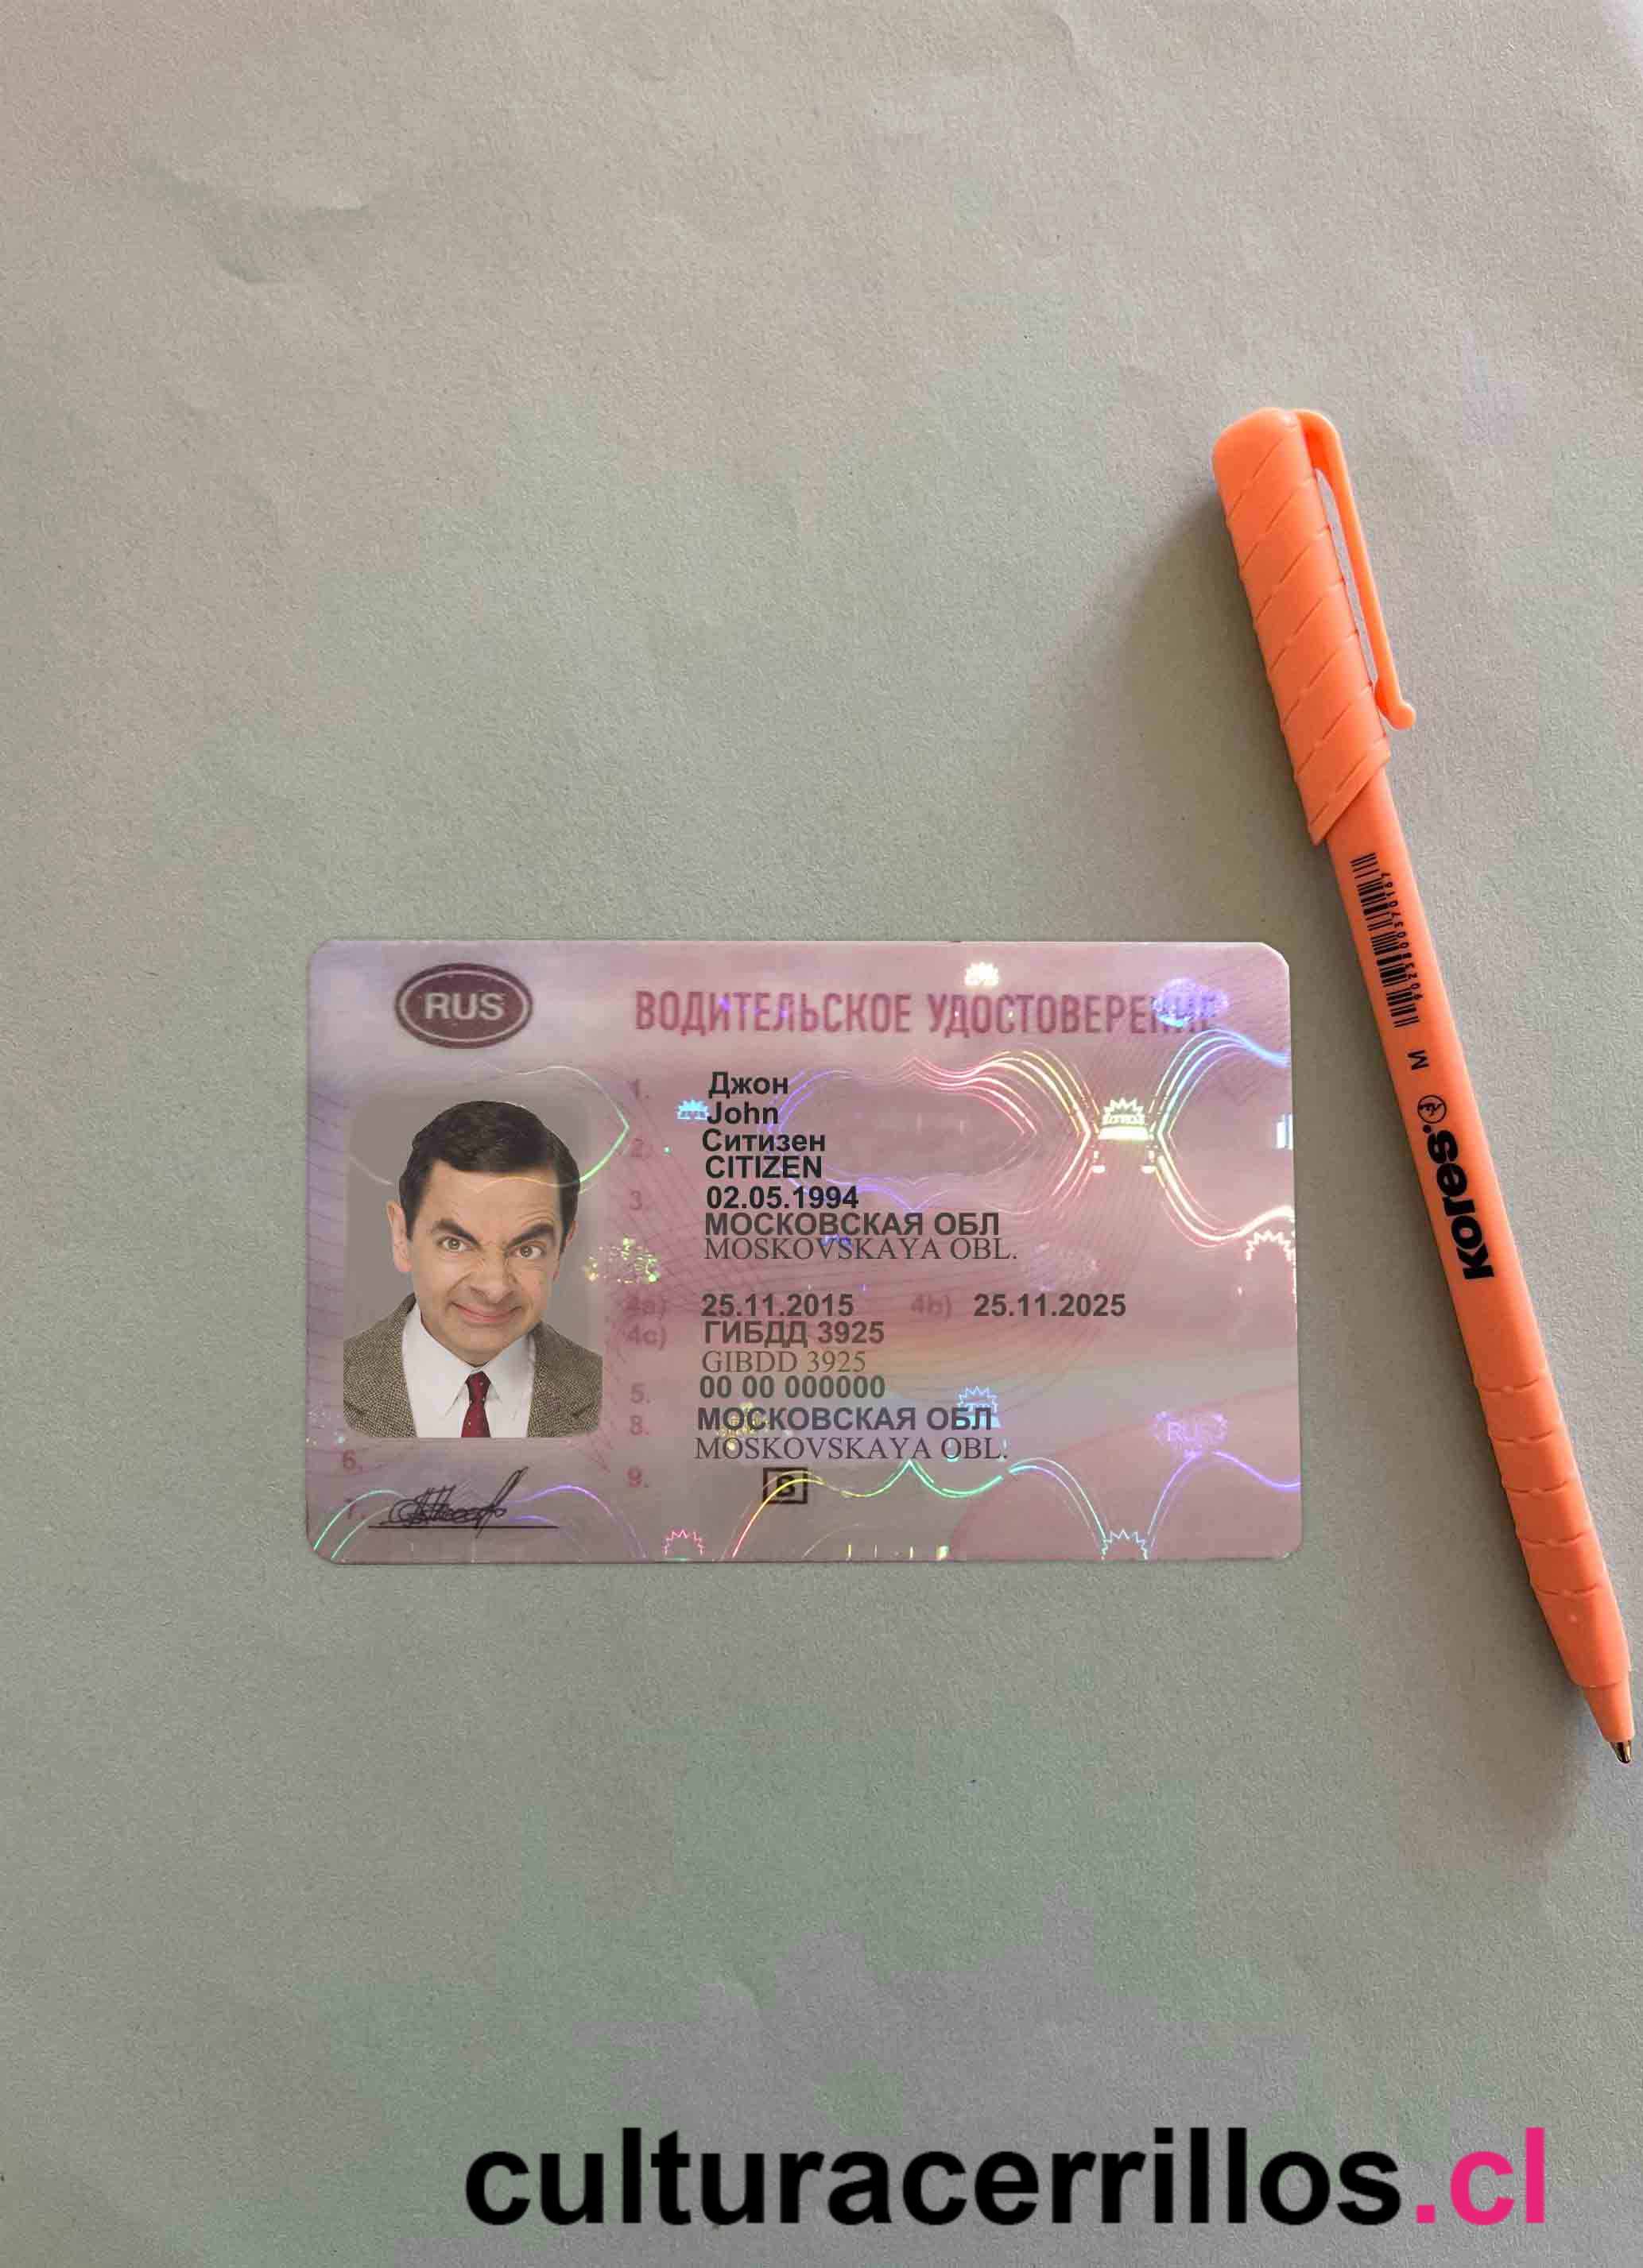 RUS
ВОДИТЕЛЬСКОЕ УДОСТОВЕРЕНИЕ
1. Джон
John
2. Ситизен
CITIZEN
3. 02.05.1994
МОСКОВСКАЯ ОБЛ
MOSKOVSKAYA OBL.
4a) 25.11.2015 4b) 25.11.2025
4c) ГИБДД 3925
GIBDD 3925
5. 00 00 000000
8. МОСКОВСКАЯ ОБЛ
MOSKOVSKAYA OBL.
6.
7.
9.
RUS
M
Kores
culturacerrillos.cl